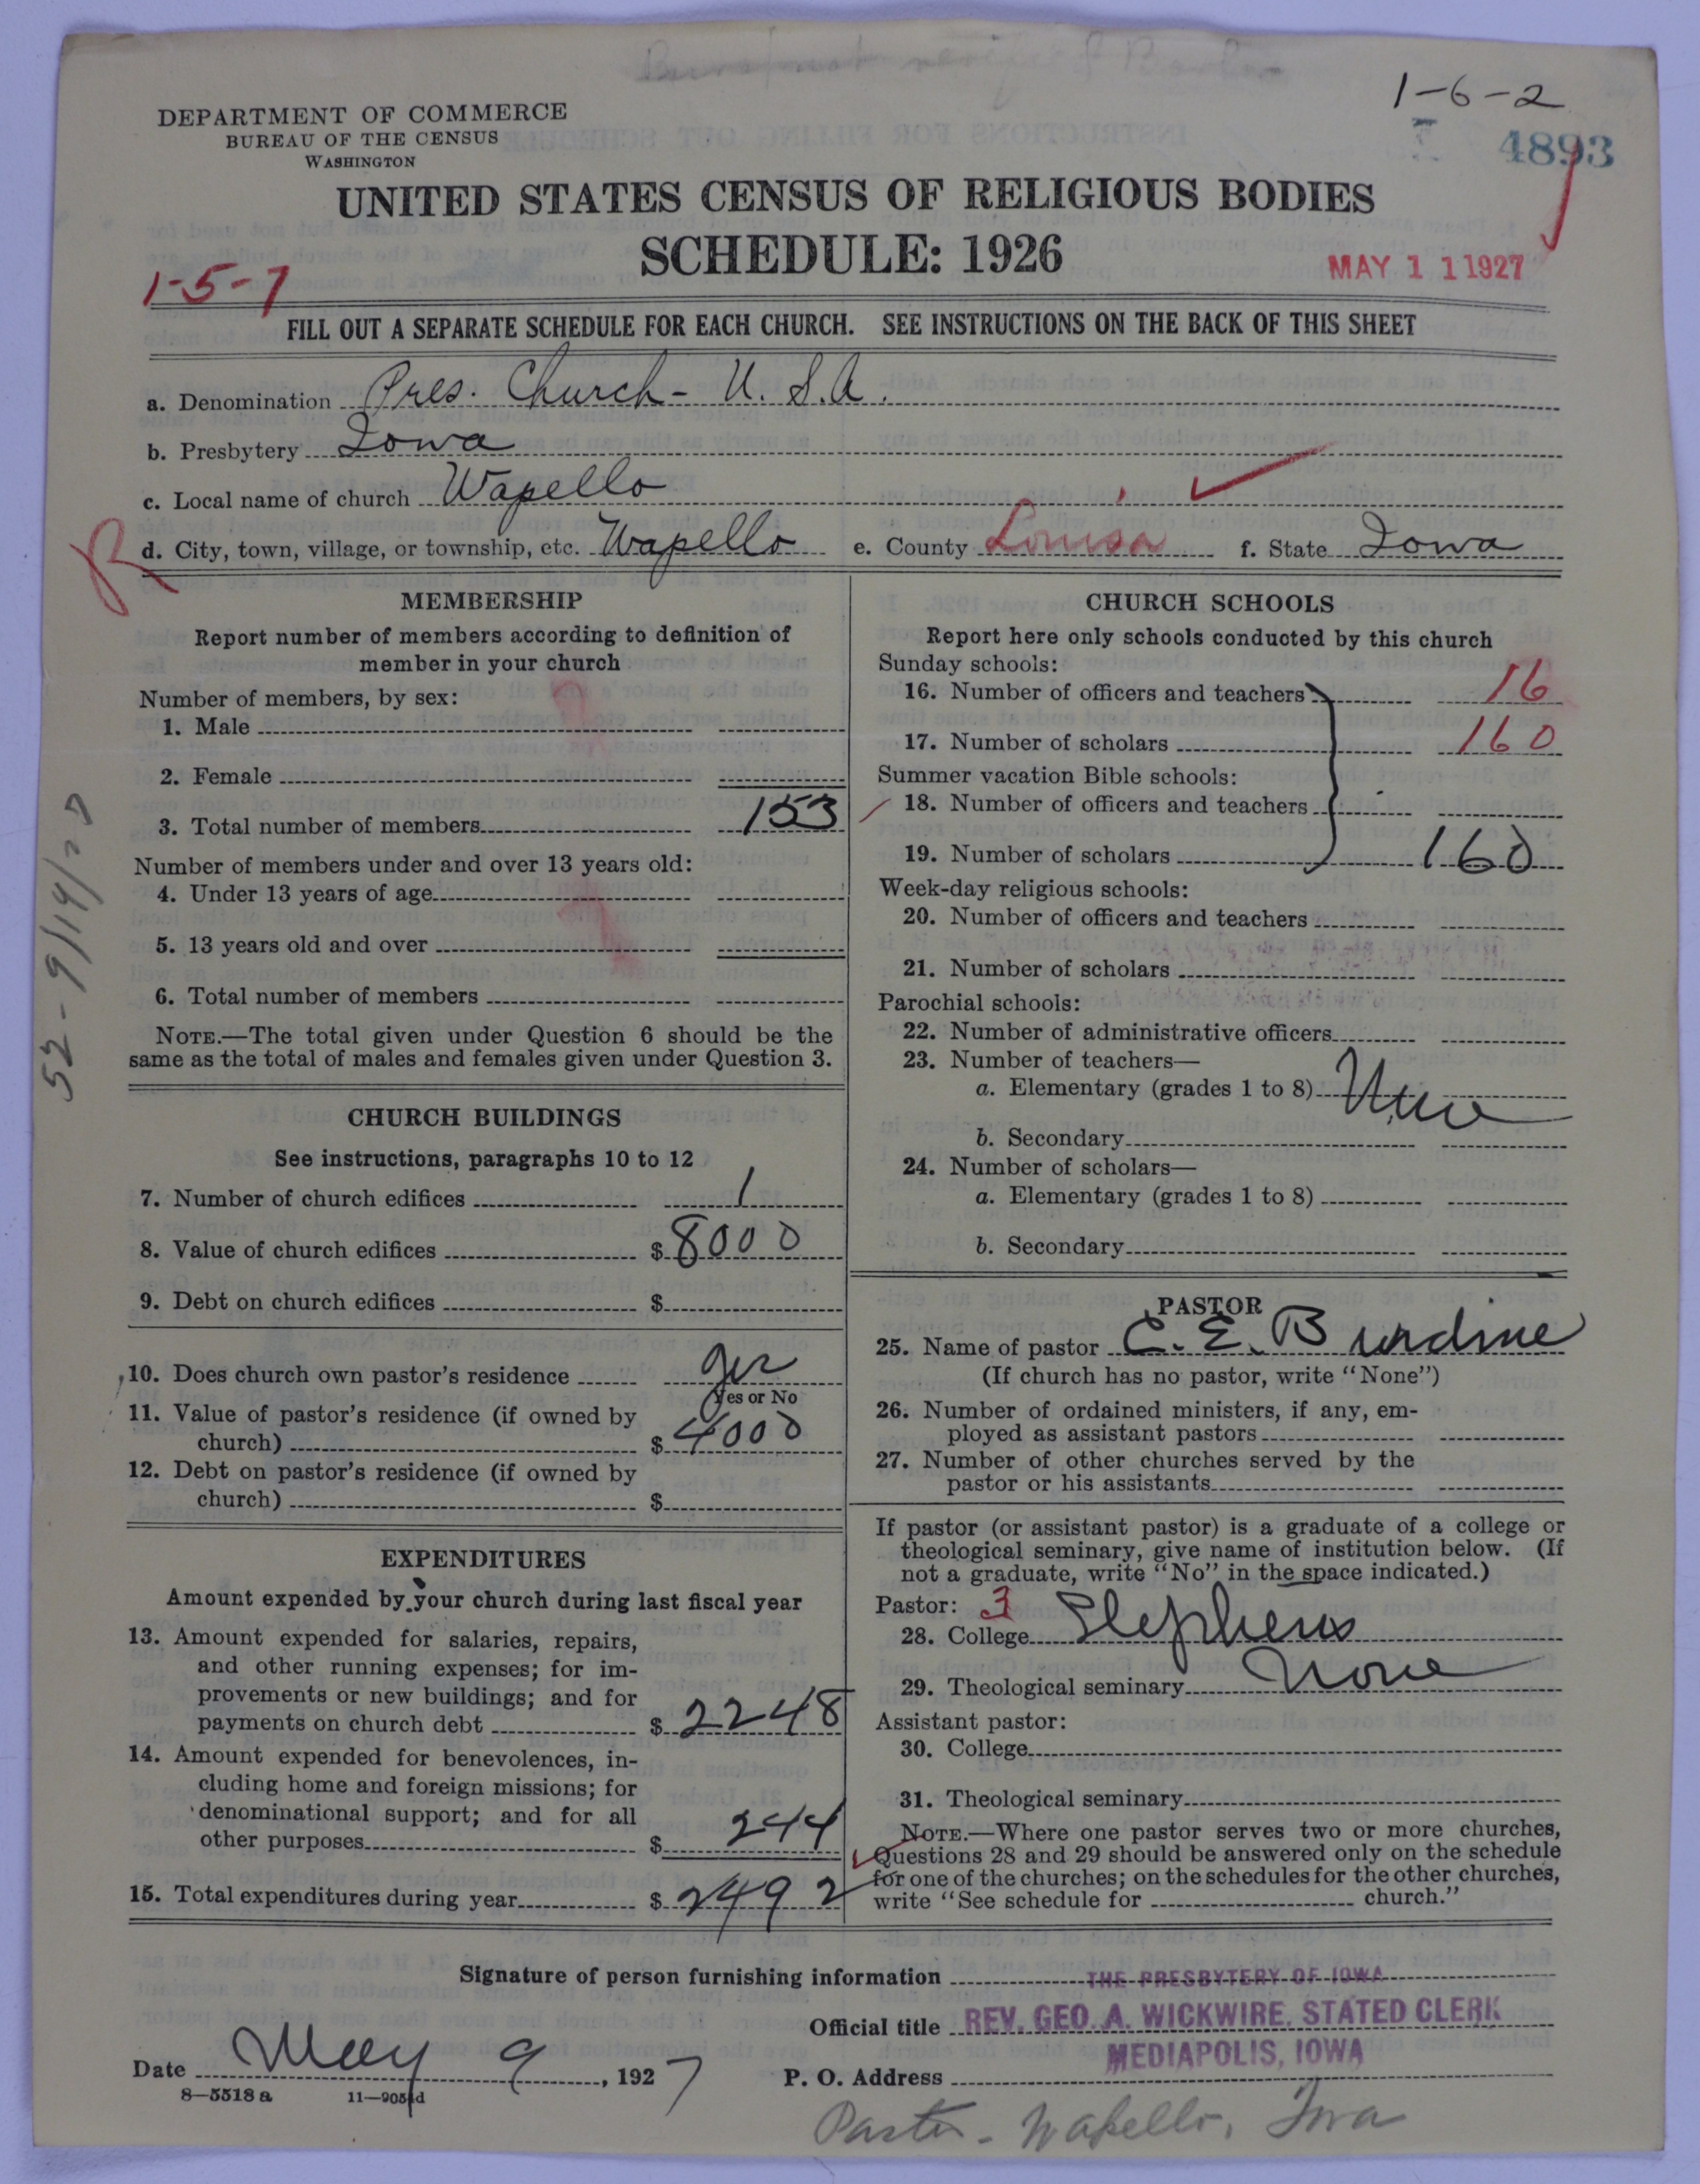 1-6-2
DEPARTMENT OF COMMERCE
BUREAU OF THE CENSUS
WASHINGTON
4893
UNITED STATES CENSUS OF RELIGIOUS BODIES
SCHEDULE: 1926
1-5-7
MAY 11 1927
FILL OUT A SEPARATE SCHEDULE FOR EACH CHURCH. SEE INSTRUCTIONS ON THE BACK OF THIS SHEET
a. Denomination Pres. Church - U.S.A.
b. Presbytery Iowa
c. Local name of church Wapello
R
d. City, town, village, or township, etc. Wapello e. County Louisa f. State Iowa
MEMBERSHIP
Report number of members according to definition of
member in your church
Number of members, by sex:
1. Male
2. Female
3. Total number of members 153
Number of members under and over 13 years old:
4. Under 13 years of age
5. 13 years old and over
6. Total number of members
NOTE.—The total given under Question 6 should be the
same as the total of males and females given under Question 3.
CHURCH BUILDINGS
See instructions, paragraphs 10 to 12
7. Number of church edifices 1
8. Value of church edifices $ 8000
9. Debt on church edifices $
10. Does church own pastor's residence yes
Yes or No
11. Value of pastor's residence (if owned by
church) $ 4000
12. Debt on pastor's residence (if owned by
church) $
EXPENDITURES
Amount expended by your church during last fiscal year
13. Amount expended for salaries, repairs,
and other running expenses; for im-
provements or new buildings; and for
payments on church debt $ 2248
14. Amount expended for benevolences, in-
cluding home and foreign missions; for
denominational support; and for all
other purposes $ 244
15. Total expenditures during year $ 2492
CHURCH SCHOOLS
Report here only schools conducted by this church
Sunday schools:
16. Number of officers and teachers 16
17. Number of scholars 160
Summer vacation Bible schools:
18. Number of officers and teachers
19. Number of scholars 160
Week-day religious schools:
20. Number of officers and teachers
21. Number of scholars
Parochial schools:
22. Number of administrative officers
23. Number of teachers—
a. Elementary (grades 1 to 8) None
b. Secondary
24. Number of scholars—
a. Elementary (grades 1 to 8)
b. Secondary
PASTOR
25. Name of pastor C. E. Burdine
(If church has no pastor, write "None")
26. Number of ordained ministers, if any, em-
ployed as assistant pastors
27. Number of other churches served by the
pastor or his assistants
If pastor (or assistant pastor) is a graduate of a college or
theological seminary, give name of institution below. (If
not a graduate, write "No" in the space indicated.)
Pastor: 3
28. College Stephens
29. Theological seminary None
Assistant pastor:
30. College
31. Theological seminary
NOTE.—Where one pastor serves two or more churches,
Questions 28 and 29 should be answered only on the schedule
for one of the churches; on the schedules for the other churches,
write "See schedule for church."
Signature of person furnishing information THE PRESBYTERY OF IOWA
Official title REV. GEO. A. WICKWIRE, STATED CLERK
MEDIAPOLIS, IOWA
Date May 9, 1927 P. O. Address
8—5518 a 11—9054d
Pastor - Wapello, Iowa